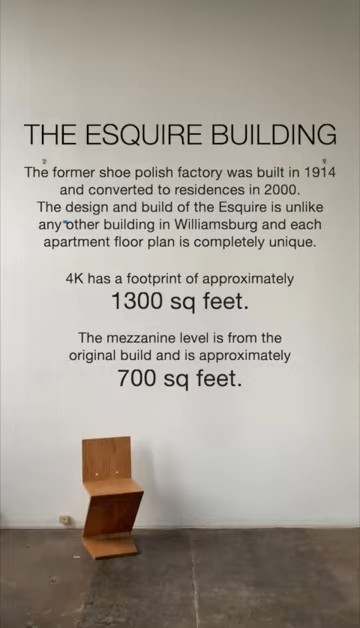 THE ESQUIRE BUILDING
The former shoe polish factory was built in 1914
and converted to residences in 2000.
The design and build of the Esquire is unlike
any other building in Williamsburg and each
apartment floor plan is completely unique.
4K has a footprint of approximately
1300 sq feet.
The mezzanine level is from the
original build and is approximately
700 sq feet.